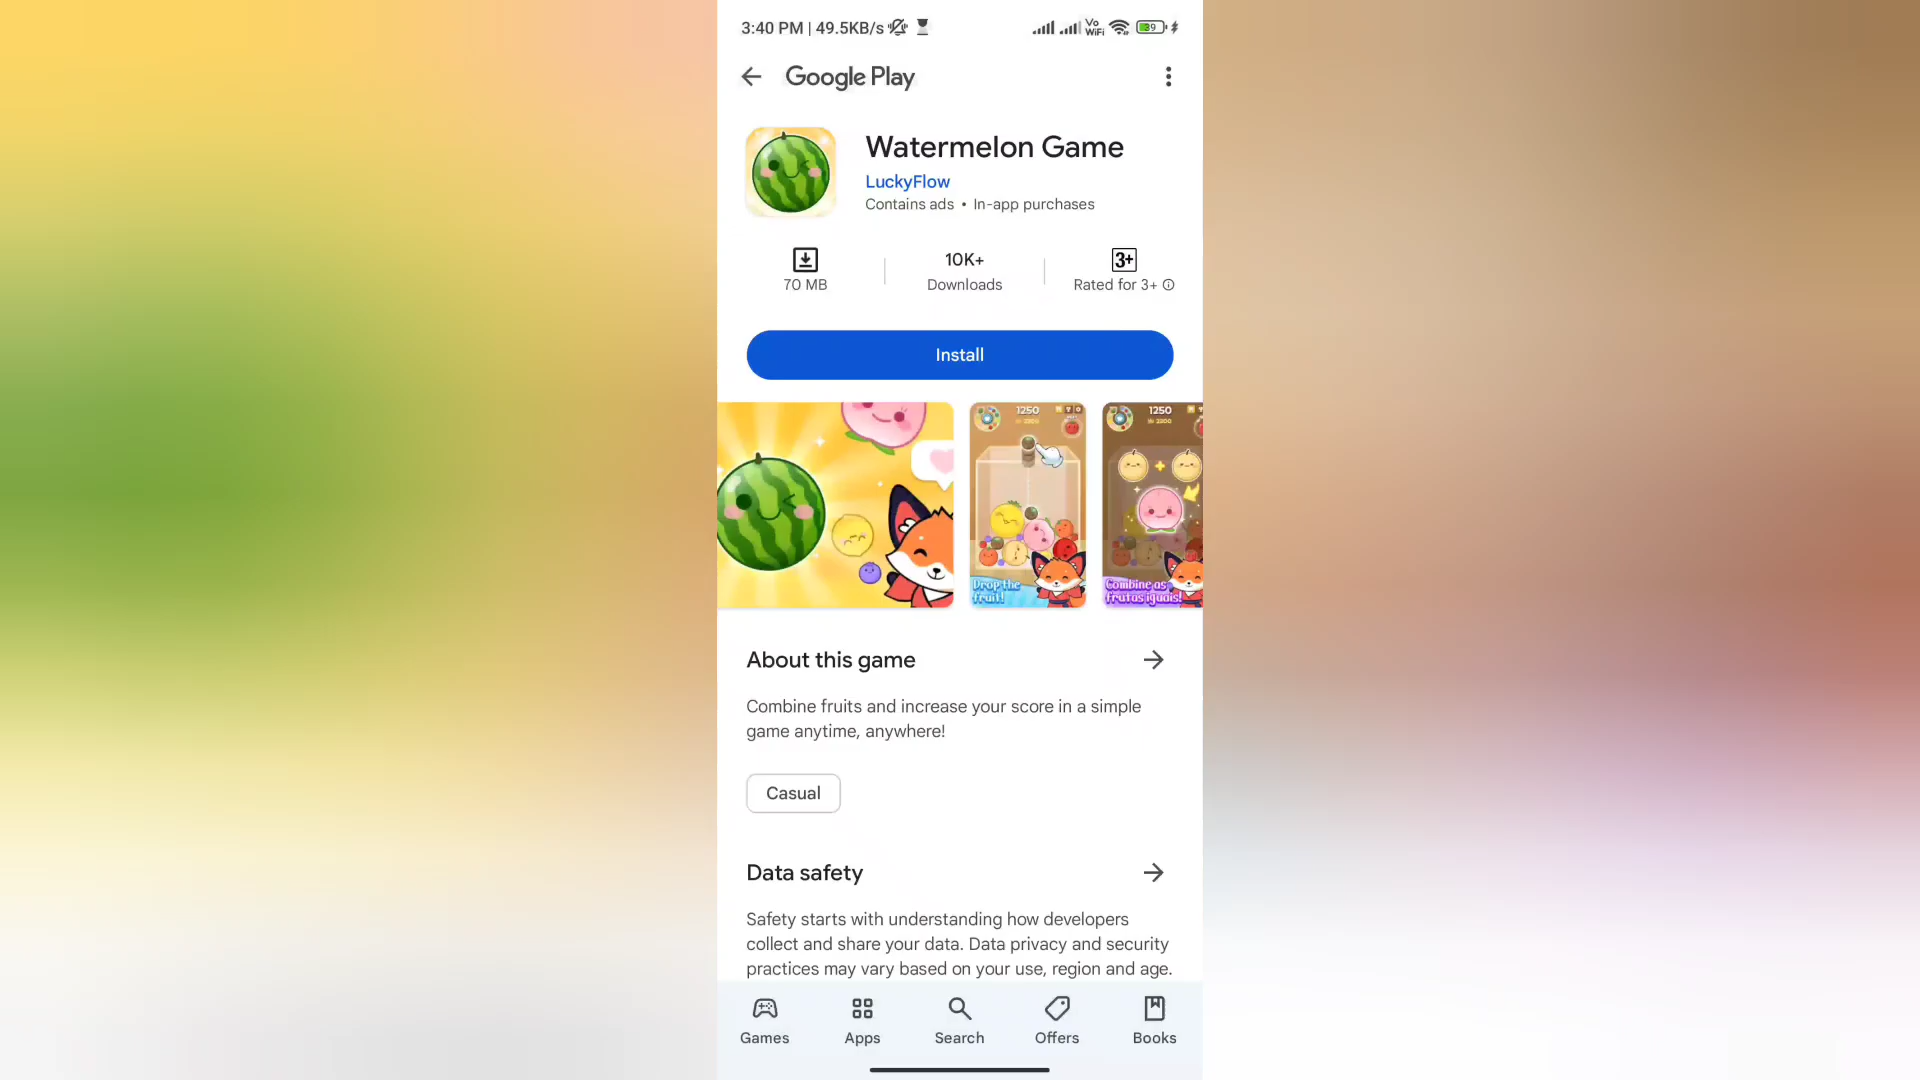 3:40 PM | 49.5KB/s
Vo
WiFi
39
Google Play
Watermelon Game
LuckyFlow
Contains ads • In-app purchases
70 MB
10K+
Downloads
3+
Rated for 3+
Install
1250
Drop the
fruit!
1250
Combine as
frutas iguais!
About this game
Combine fruits and increase your score in a simple
game anytime, anywhere!
Casual
Data safety
Safety starts with understanding how developers
collect and share your data. Data privacy and security
practices may vary based on your use, region and age.
Games
Apps
Search
Offers
Books